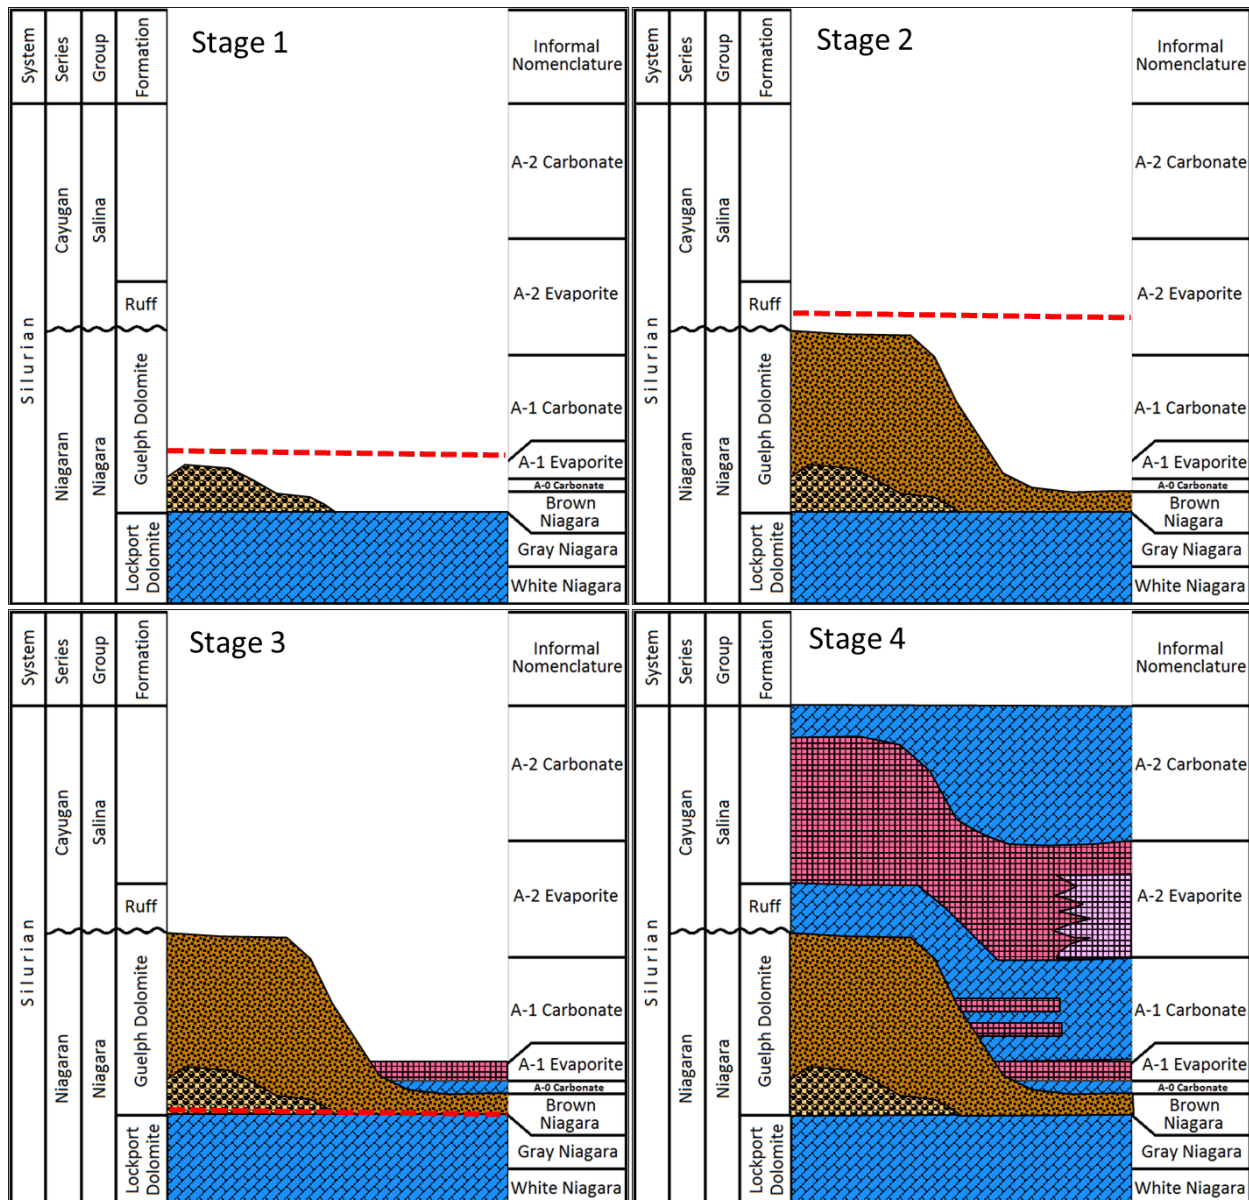 Stage 1
System
Series
Group
Formation
Informal
Nomenclature
Silurian
Cayugan
Niagaran
Salina
Niagara
Ruff
Guelph Dolomite
Lockport
Dolomite
A-2 Carbonate
A-2 Evaporite
A-1 Carbonate
A-1 Evaporite
A-0 Carbonate
Brown
Niagara
Gray Niagara
White Niagara
Stage 2
System
Series
Group
Formation
Informal
Nomenclature
Silurian
Cayugan
Niagaran
Salina
Niagara
Ruff
Guelph Dolomite
Lockport
Dolomite
A-2 Carbonate
A-2 Evaporite
A-1 Carbonate
A-1 Evaporite
A-0 Carbonate
Brown
Niagara
Gray Niagara
White Niagara
Stage 3
System
Series
Group
Formation
Informal
Nomenclature
Silurian
Cayugan
Niagaran
Salina
Niagara
Ruff
Guelph Dolomite
Lockport
Dolomite
A-2 Carbonate
A-2 Evaporite
A-1 Carbonate
A-1 Evaporite
A-0 Carbonate
Brown
Niagara
Gray Niagara
White Niagara
Stage 4
System
Series
Group
Formation
Informal
Nomenclature
Silurian
Cayugan
Niagaran
Salina
Niagara
Ruff
Guelph Dolomite
Lockport
Dolomite
A-2 Carbonate
A-2 Evaporite
A-1 Carbonate
A-1 Evaporite
A-0 Carbonate
Brown
Niagara
Gray Niagara
White Niagara